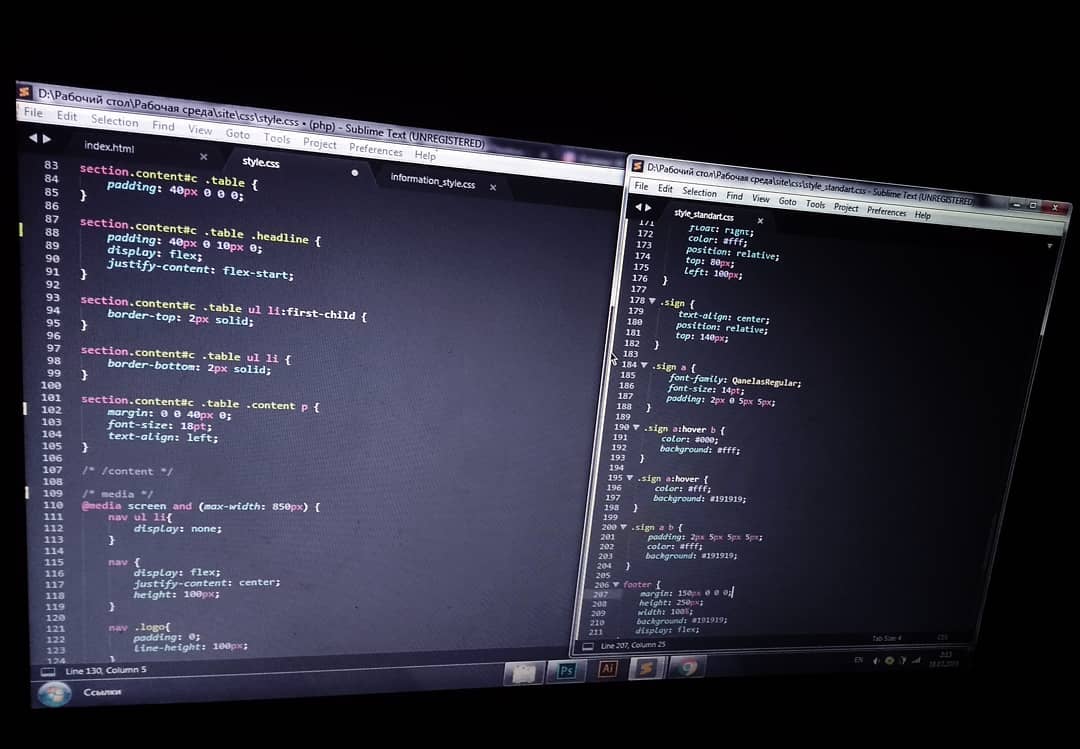 D:\Рабочий стол\Рабочая среда\site\css\style.css • (php) - Sublime Text (UNREGISTERED)
File Edit Selection Find View Goto Tools Project Preferences Help
index.html
style.css
information_style.css
83 section.content#c .table {
84 padding: 40px 0 0 0;
85 }
86
87 section.content#c .table .headline {
88 padding: 40px 0 10px 0;
89 display: flex;
90 justify-content: flex-start;
91 }
92
93 section.content#c .table ul li:first-child {
94 border-top: 2px solid;
95 }
96
97 section.content#c .table ul li {
98 border-bottom: 2px solid;
99 }
100
101 section.content#c .table .content p {
102 margin: 0 0 40px 0;
103 font-size: 18pt;
104 text-align: left;
105 }
106
107 /* /content */
108
109 /* media */
110 @media screen and (max-width: 850px) {
111 nav ul li{
112 display: none;
113 }
114
115 nav {
116 display: flex;
117 justify-content: center;
118 height: 100px;
119 }
120
121 nav .logo{
122 padding: 0;
123 line-height: 100px;
124 }
Line 130, Column 5
D:\Рабочий стол\Рабочая среда\site\css\style_standart.css - Sublime Text (UNREGISTERED)
File Edit Selection Find View Goto Tools Project Preferences Help
style_standart.css
171 float: right;
172 color: #fff;
173 position: relative;
174 top: 80px;
175 left: 100px;
176 }
177
178 .sign {
179 text-align: center;
180 position: relative;
181 top: 140px;
182 }
183
184 .sign a {
185 font-family: QanelasRegular;
186 font-size: 14pt;
187 padding: 2px 0 5px 5px;
188 }
189
190 .sign a:hover b {
191 color: #000;
192 background: #fff;
193 }
194
195 .sign a:hover {
196 color: #fff;
197 background: #191919;
198 }
199
200 .sign a b {
201 padding: 2px 5px 5px 5px;
202 color: #fff;
203 background: #191919;
204 }
205
206 footer {
207 margin: 150px 0 0 0;
208 height: 250px;
209 width: 100%;
210 background: #191919;
211 display: flex;
Line 207, Column 25
Tab Size: 4 CSS
Ссылки
Ps
Ai
EN
2:13